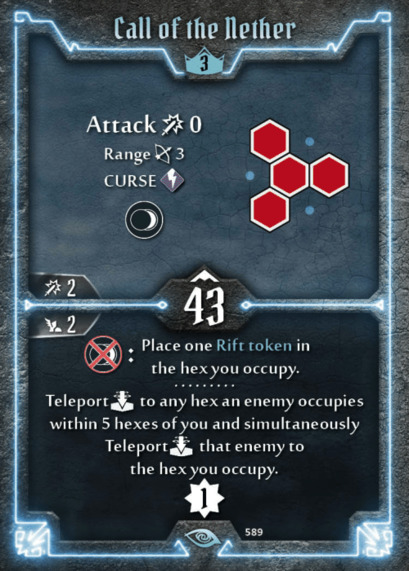 Call of the Nether
3
Attack 0
Range 3
CURSE
2
43
2
: Place one Rift token in
the hex you occupy.
Teleport to any hex an enemy occupies
within 5 hexes of you and simultaneously
Teleport that enemy to
the hex you occupy.
1
589